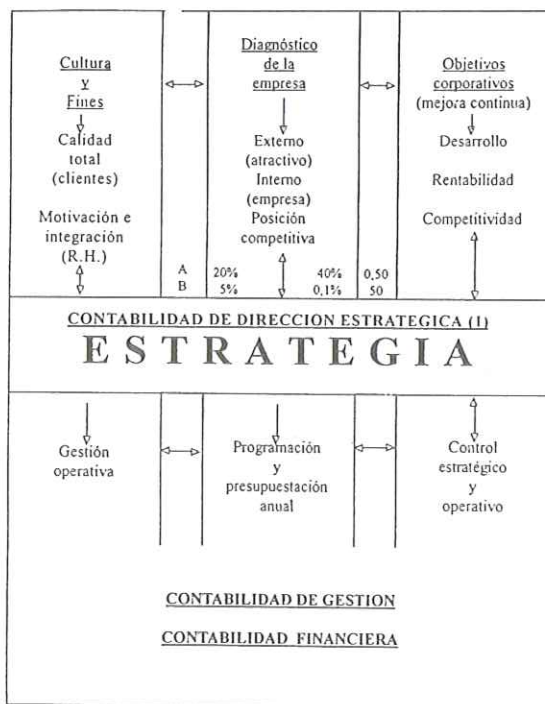 Cultura
y
Fines
Calidad
total
(clientes)
Motivación e
integración
(R.H.)
Diagnóstico
de la
empresa
Externo
(atractivo)
Interno
(empresa)
Posición
competitiva
Objetivos
corporativos
(mejora continua)
Desarrollo
Rentabilidad
Competitividad
A 20% 40% 0,50
B 5% 0,1% 50
CONTABILIDAD DE DIRECCION ESTRATEGICA (I)
ESTRATEGIA
Gestión
operativa
Programación
y
presupuestación
anual
Control
estratégico
y
operativo
CONTABILIDAD DE GESTION
CONTABILIDAD FINANCIERA